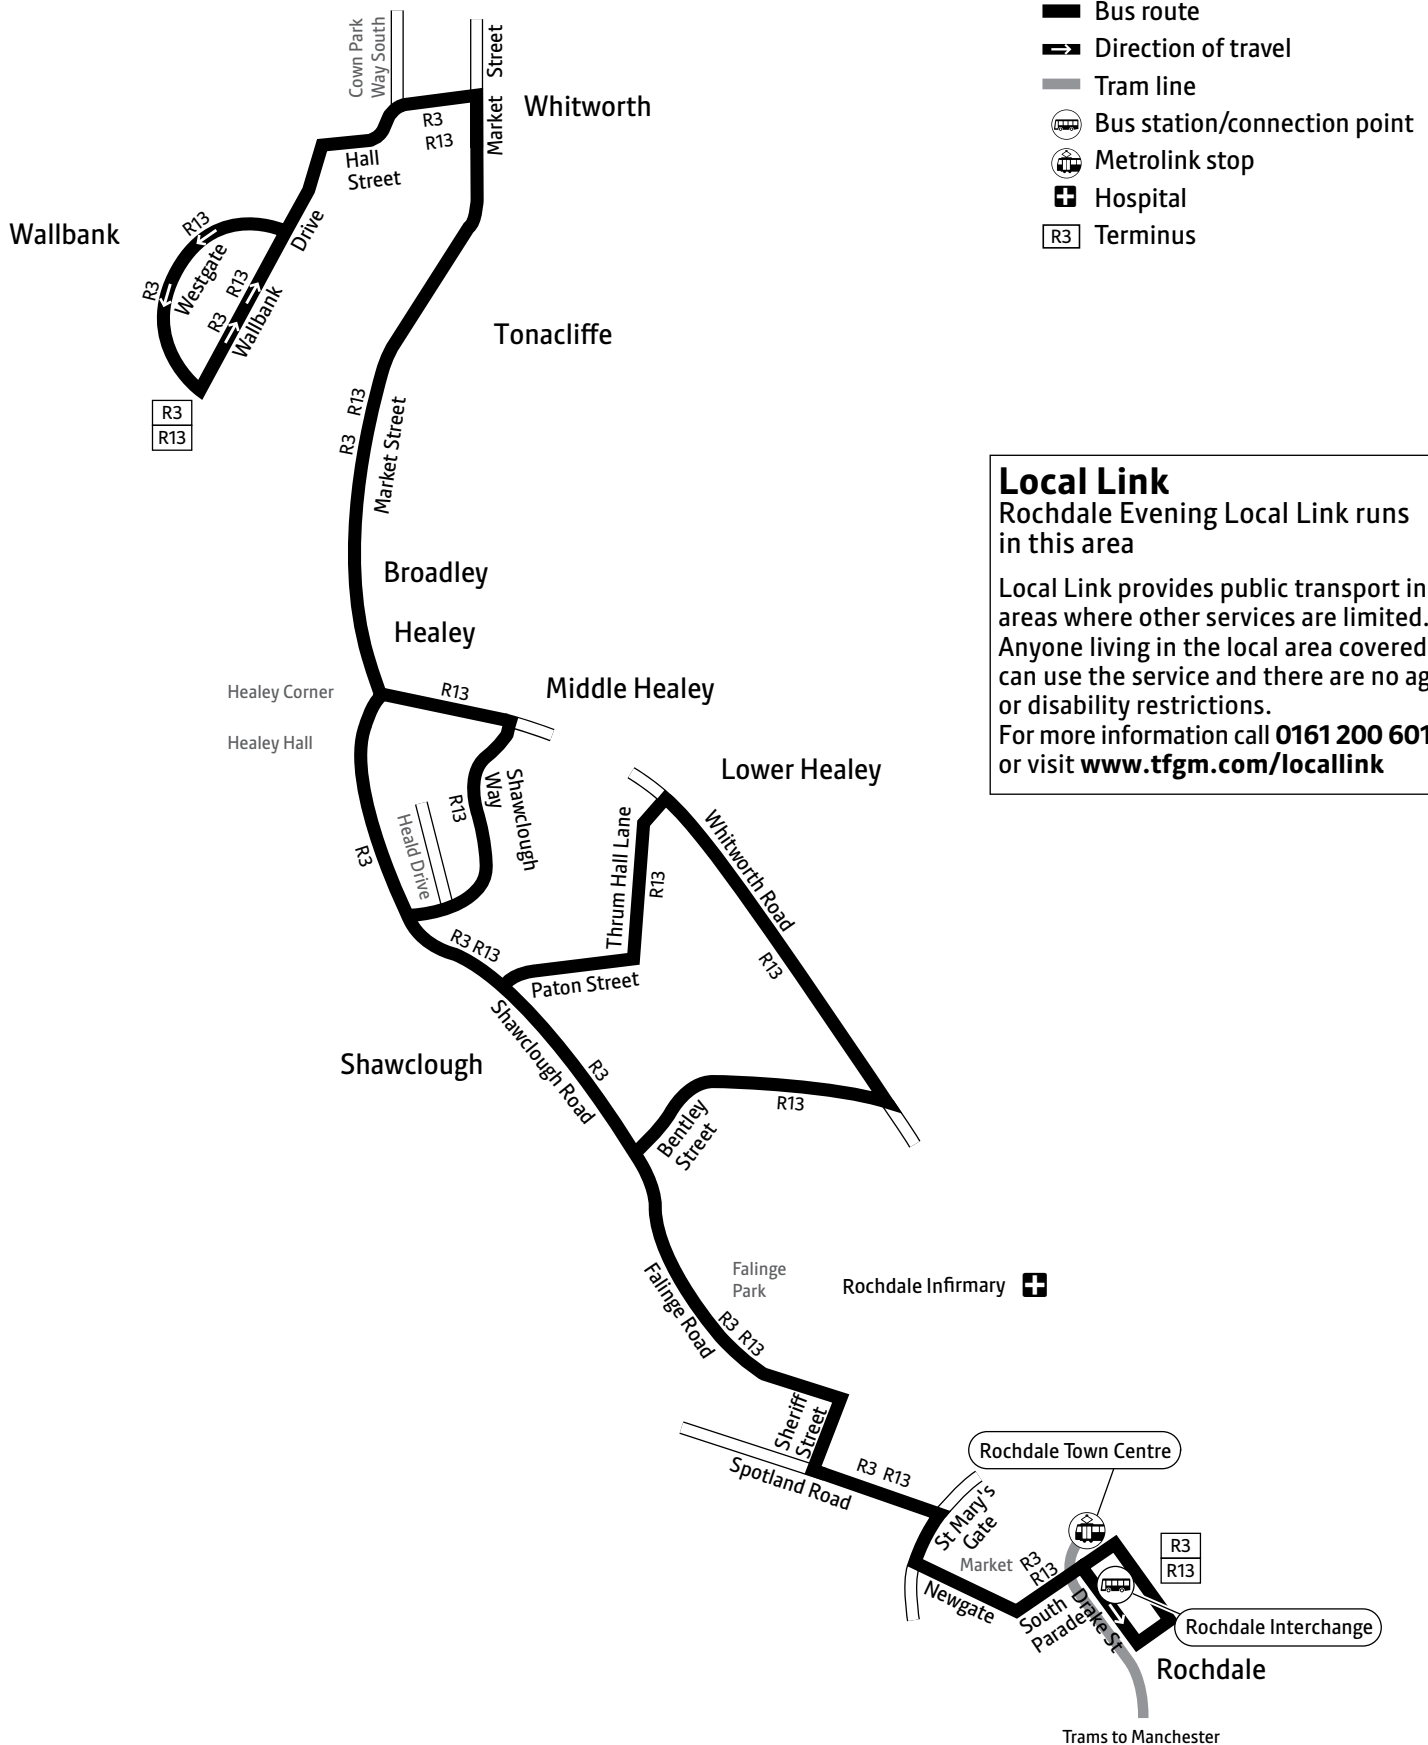 Bus route
Direction of travel
Tram line
Bus station/connection point
Metrolink stop
Hospital
R3 Terminus
Cown Park
Way South
Market Street
Whitworth
R3
R13
Hall
Street
Wallbank
R13
R3
Westgate
R3
R13
Wallbank Drive
R3
R13
Tonacliffe
R3 R13
Market Street
Local Link
Rochdale Evening Local Link runs
in this area
Local Link provides public transport in
areas where other services are limited.
Anyone living in the local area covered
can use the service and there are no ag
or disability restrictions.
For more information call 0161 200 601
or visit www.tfgm.com/locallink
Broadley
Healey
Healey Corner
R13
Middle Healey
Healey Hall
Lower Healey
Shawclough
Way
R13
Heald Drive
R3
Thrum Hall Lane
R13
Whitworth Road
R13
R3 R13
Paton Street
Shawclough Road
R3
Shawclough
Bentley
Street
R13
Falinge
Park
Rochdale Infirmary
Falinge Road
R3 R13
Sheriff
Street
Spotland Road
R3 R13
Rochdale Town Centre
St Mary's
Gate
Market
R3
R13
R3
R13
Newgate
South
Parade
Drake St
Rochdale Interchange
Rochdale
Trams to Manchester